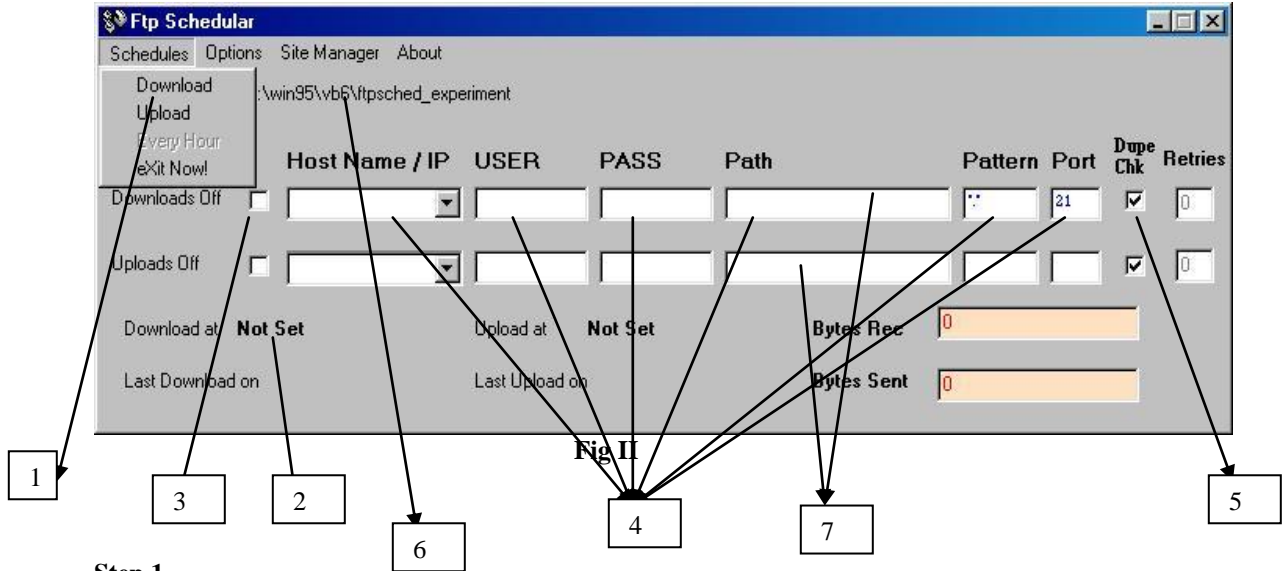 Ftp Schedular
Schedules Options Site Manager About
Download
:\win95\vb6\ftpsched_experiment
Upload
Every Hour
eXit Now!
Host Name / IP USER PASS Path Pattern Port Dupe Chk Retries
Downloads Off *.* 21 0
Uploads Off 0
Download at Not Set Upload at Not Set Bytes Rec 0
Last Download on Last Upload on Bytes Sent 0
Fig II
1 3 2 6 4 7 5
Step 1